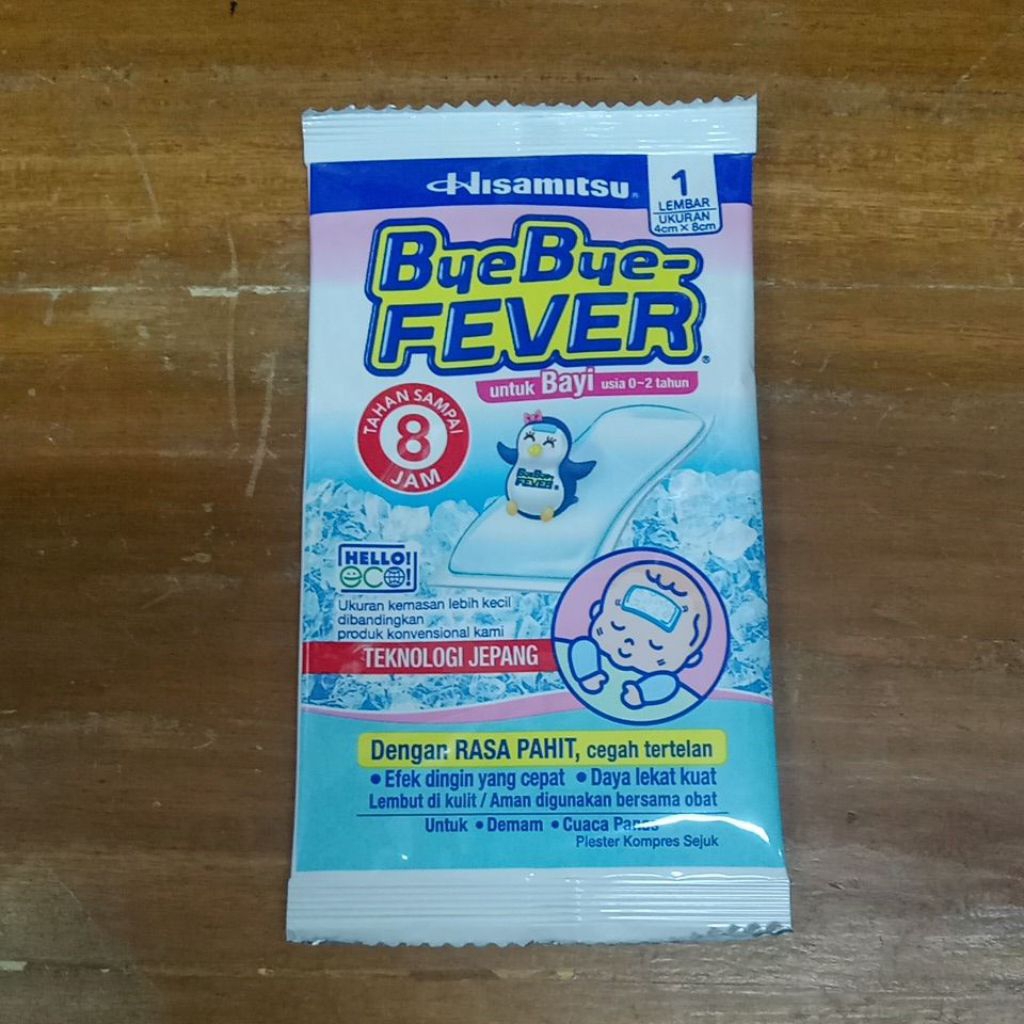 Hisamitsu®
1
LEMBAR
UKURAN
4cm x 8cm
ByeBye-
FEVER®
untuk Bayi usia 0-2 tahun
TAHAN SAMPAI
8
JAM
ByeBye-
FEVER®
HELLO!
eco!
Ukuran kemasan lebih kecil
dibandingkan
produk konvensional kami
TEKNOLOGI JEPANG
Dengan RASA PAHIT, cegah tertelan
• Efek dingin yang cepat • Daya lekat kuat
Lembut di kulit / Aman digunakan bersama obat
Untuk • Demam • Cuaca Panas
Plester Kompres Sejuk